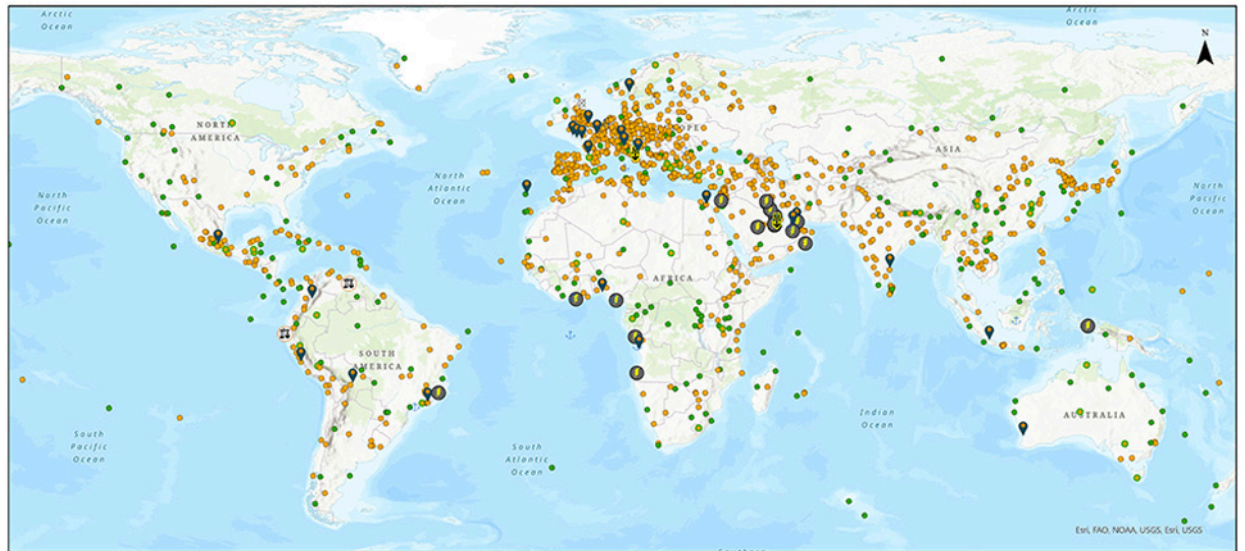 Arctic
Ocean
Arctic
Ocean
N
NORTH
AMERICA
ASIA
North
Pacific
Ocean
North
Atlantic
Ocean
North
Pacific
Ocean
AFRICA
SOUTH
AMERICA
AUSTRALIA
Indian
Ocean
South
Pacific
Ocean
South
Atlantic
Ocean
Esri, FAO, NOAA, USGS, Esri, USGS